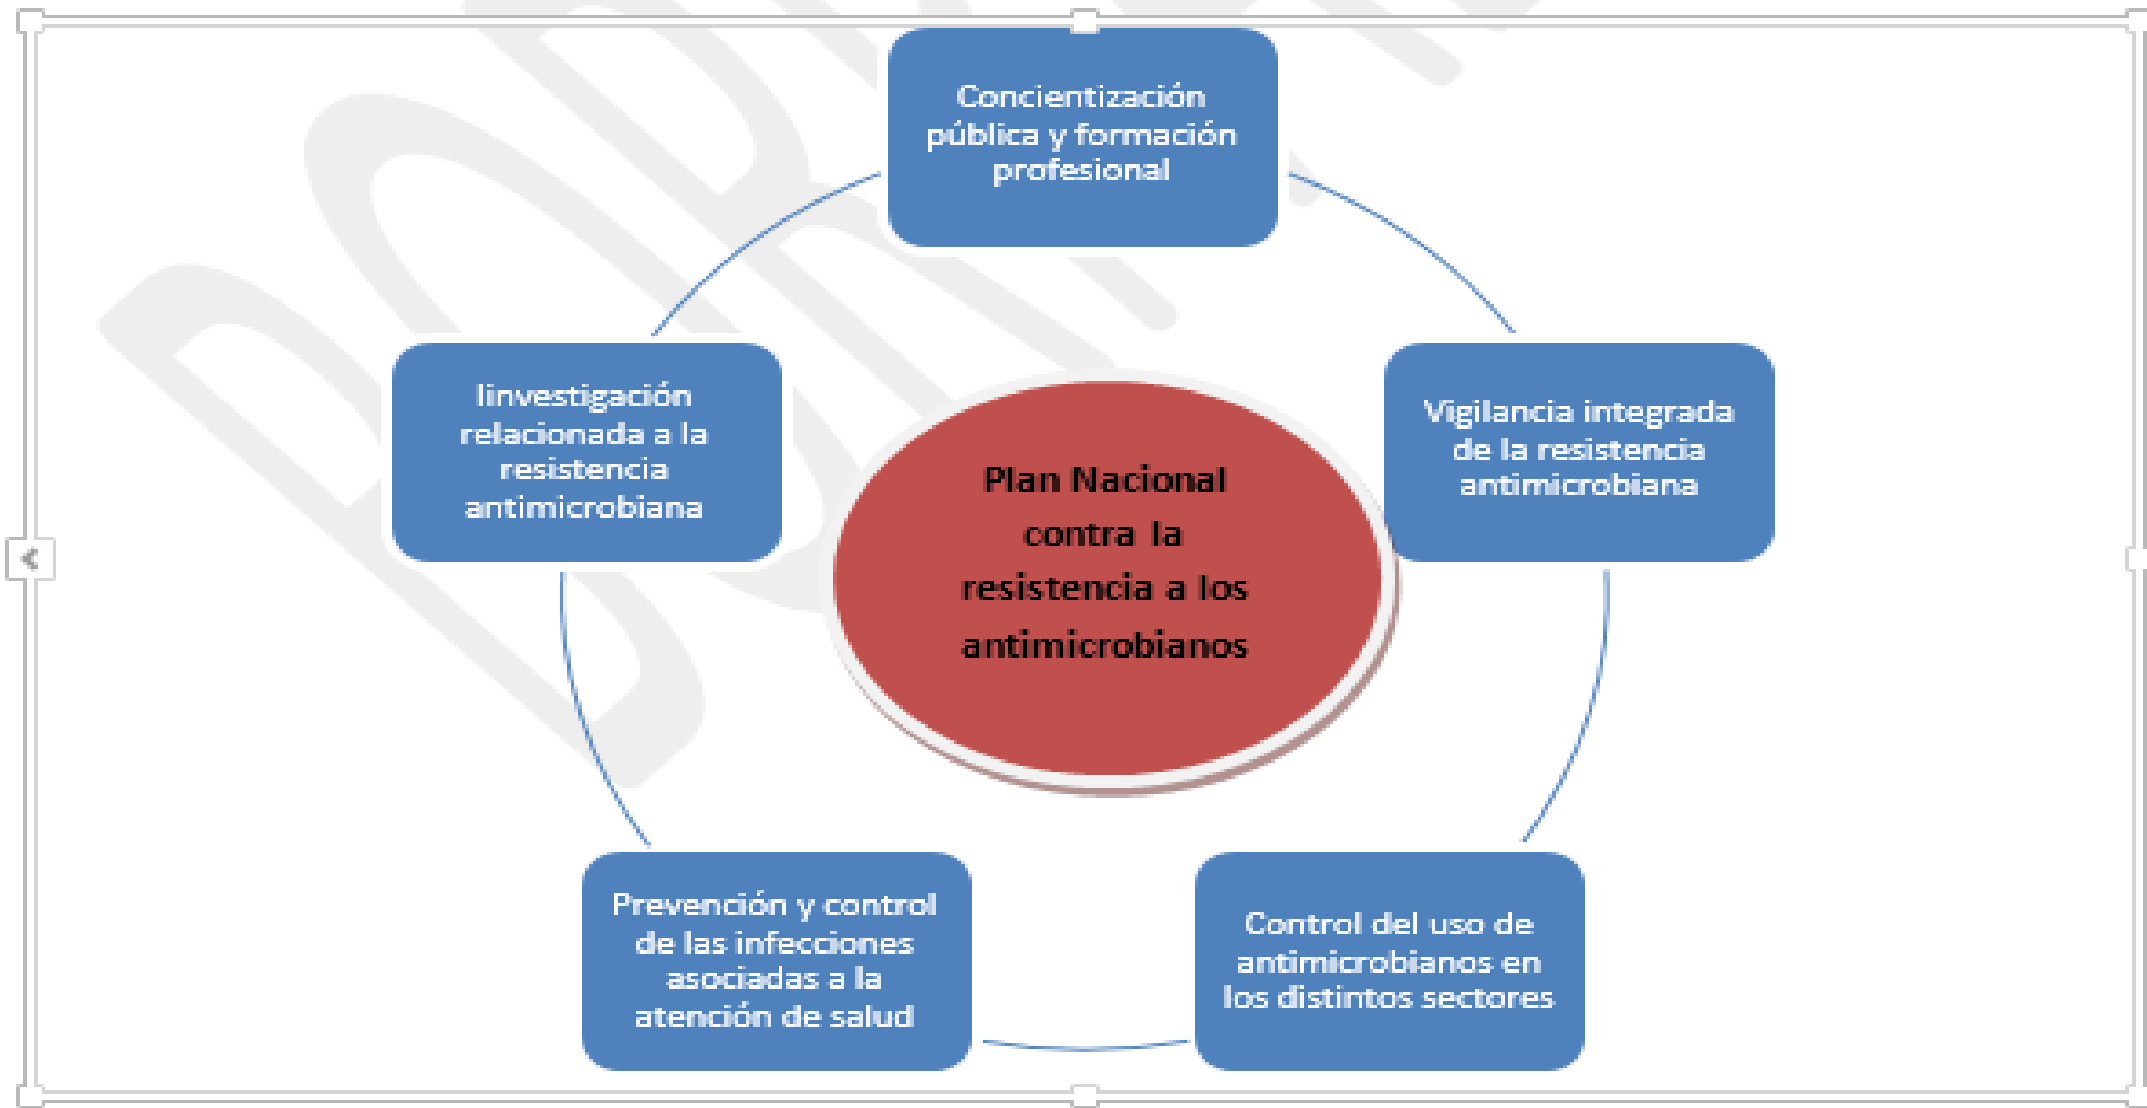 Concientización
pública y formación
profesional
Iinvestigación
relacionada a la
resistencia
antimicrobiana
Vigilancia integrada
de la resistencia
antimicrobiana
Plan Nacional
contra la
resistencia a los
antimicrobianos
Prevención y control
de las infecciones
asociadas a la
atención de salud
Control del uso de
antimicrobianos en
los distintos sectores